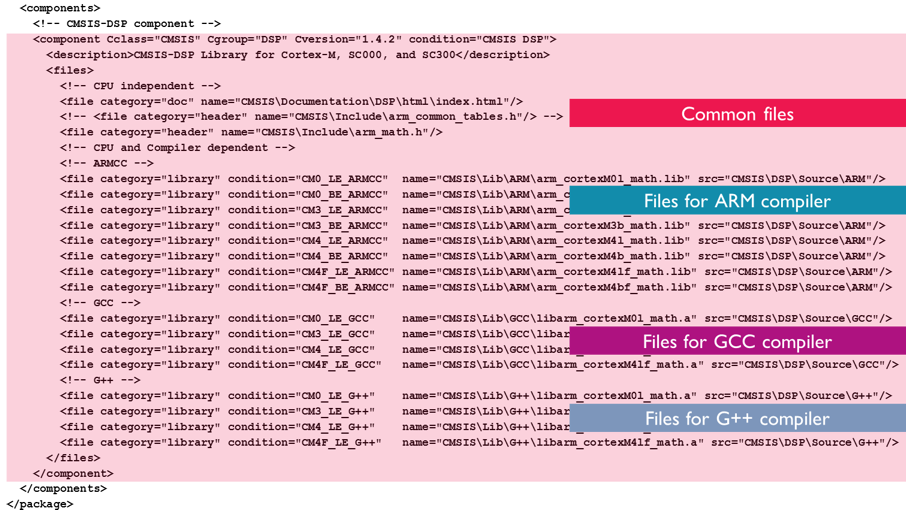 <components>
<!-- CMSIS-DSP component -->
<component Cclass="CMSIS" Cgroup="DSP" Cversion="1.4.2" condition="CMSIS DSP">
<description>CMSIS-DSP Library for Cortex-M, SC000, and SC300</description>
<files>
<!-- CPU independent -->
<file category="doc" name="CMSIS\Documentation\DSP\html\index.html"/>
<!-- <file category="header" name="CMSIS\Include\arm_common_tables.h"/> -->
Common files
<file category="header" name="CMSIS\Include\arm_math.h"/>
<!-- CPU and Compiler dependent -->
<!-- ARMCC -->
<file category="library" condition="CM0_LE_ARMCC" name="CMSIS\Lib\ARM\arm_cortexM0l_math.lib" src="CMSIS\DSP\Source\ARM"/>
<file category="library" condition="CM0_BE_ARMCC" name="CMSIS\Lib\ARM\arm_c
Files for ARM compiler
<file category="library" condition="CM3_LE_ARMCC" name="CMSIS\Lib\ARM\arm_c
<file category="library" condition="CM3_BE_ARMCC" name="CMSIS\Lib\ARM\arm_cortexM3b_math.lib" src="CMSIS\DSP\Source\ARM"/>
<file category="library" condition="CM4_LE_ARMCC" name="CMSIS\Lib\ARM\arm_cortexM4l_math.lib" src="CMSIS\DSP\Source\ARM"/>
<file category="library" condition="CM4_BE_ARMCC" name="CMSIS\Lib\ARM\arm_cortexM4b_math.lib" src="CMSIS\DSP\Source\ARM"/>
<file category="library" condition="CM4F_LE_ARMCC" name="CMSIS\Lib\ARM\arm_cortexM4lf_math.lib" src="CMSIS\DSP\Source\ARM"/>
<file category="library" condition="CM4F_BE_ARMCC" name="CMSIS\Lib\ARM\arm_cortexM4bf_math.lib" src="CMSIS\DSP\Source\ARM"/>
<!-- GCC -->
<file category="library" condition="CM0_LE_GCC" name="CMSIS\Lib\GCC\libarm_cortexM0l_math.a" src="CMSIS\DSP\Source\GCC"/>
<file category="library" condition="CM3_LE_GCC" name="CMSIS\Lib\GCC\libar
Files for GCC compiler
<file category="library" condition="CM4_LE_GCC" name="CMSIS\Lib\GCC\libar
<file category="library" condition="CM4F_LE_GCC" name="CMSIS\Lib\GCC\libarm_cortexM4lf_math.a" src="CMSIS\DSP\Source\GCC"/>
<!-- G++ -->
<file category="library" condition="CM0_LE_G++" name="CMSIS\Lib\G++\libarm_cortexM0l_math.a" src="CMSIS\DSP\Source\G++"/>
<file category="library" condition="CM3_LE_G++" name="CMSIS\Lib\G++\libar
Files for G++ compiler
<file category="library" condition="CM4_LE_G++" name="CMSIS\Lib\G++\libar
<file category="library" condition="CM4F_LE_G++" name="CMSIS\Lib\G++\libarm_cortexM4lf_math.a" src="CMSIS\DSP\Source\G++"/>
</files>
</component>
</components>
</package>